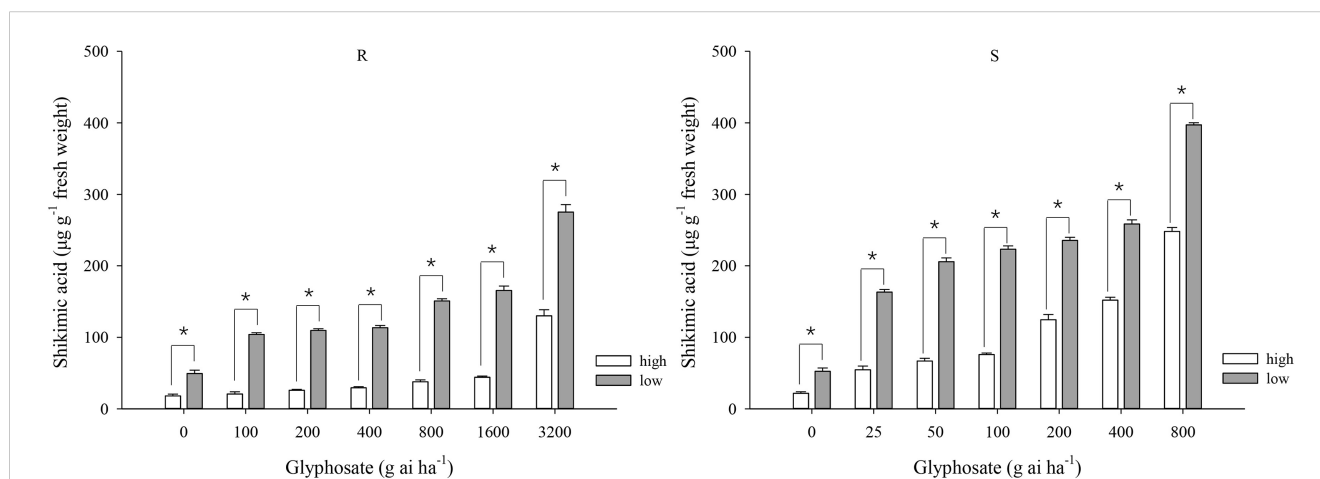 R
500
400
300
200
100
0
Shikimic acid (µg g⁻¹ fresh weight)
* * * * * * *
high
low
0 100 200 400 800 1600 3200
Glyphosate (g ai ha⁻¹)
S
500
400
300
200
100
0
Shikimic acid (µg g⁻¹ fresh weight)
* * * * * * *
high
low
0 25 50 100 200 400 800
Glyphosate (g ai ha⁻¹)